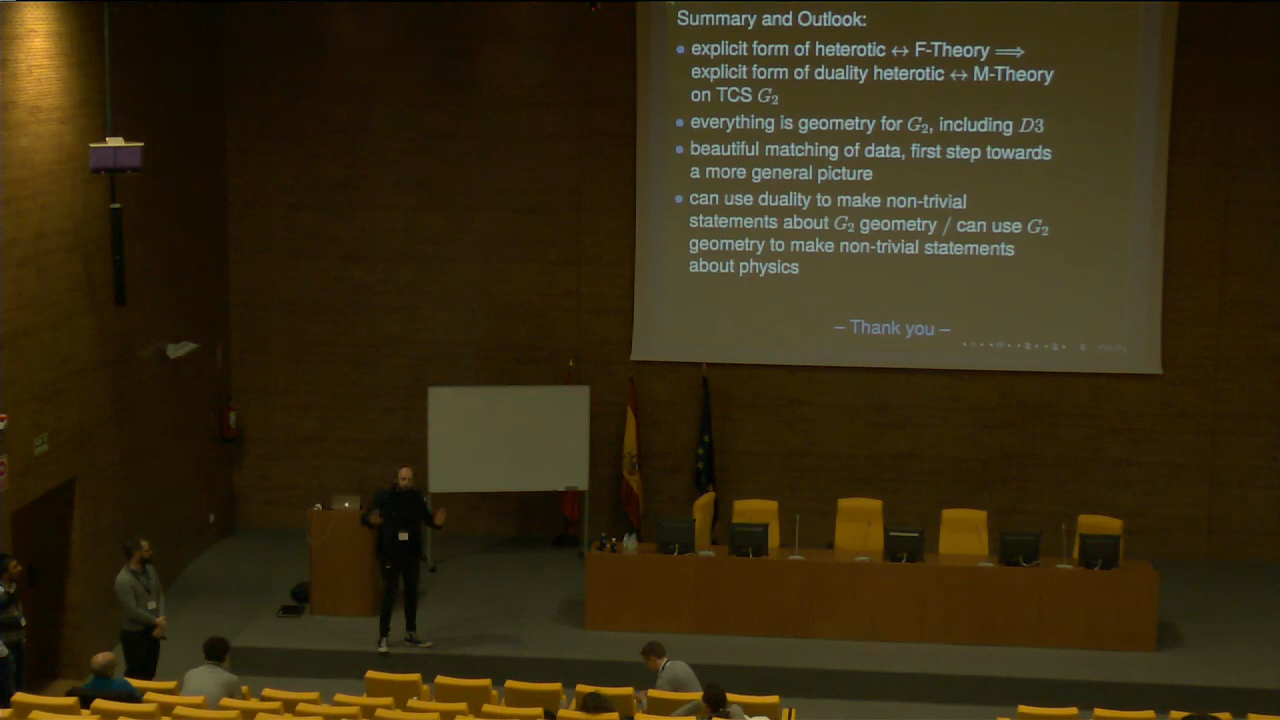 Summary and Outlook:
• explicit form of heterotic ↔ F-Theory ⟹
explicit form of duality heterotic ↔ M-Theory
on TCS G₂
• everything is geometry for G₂, including D3
• beautiful matching of data, first step towards
a more general picture
• can use duality to make non-trivial
statements about G₂ geometry / can use G₂
geometry to make non-trivial statements
about physics
– Thank you –